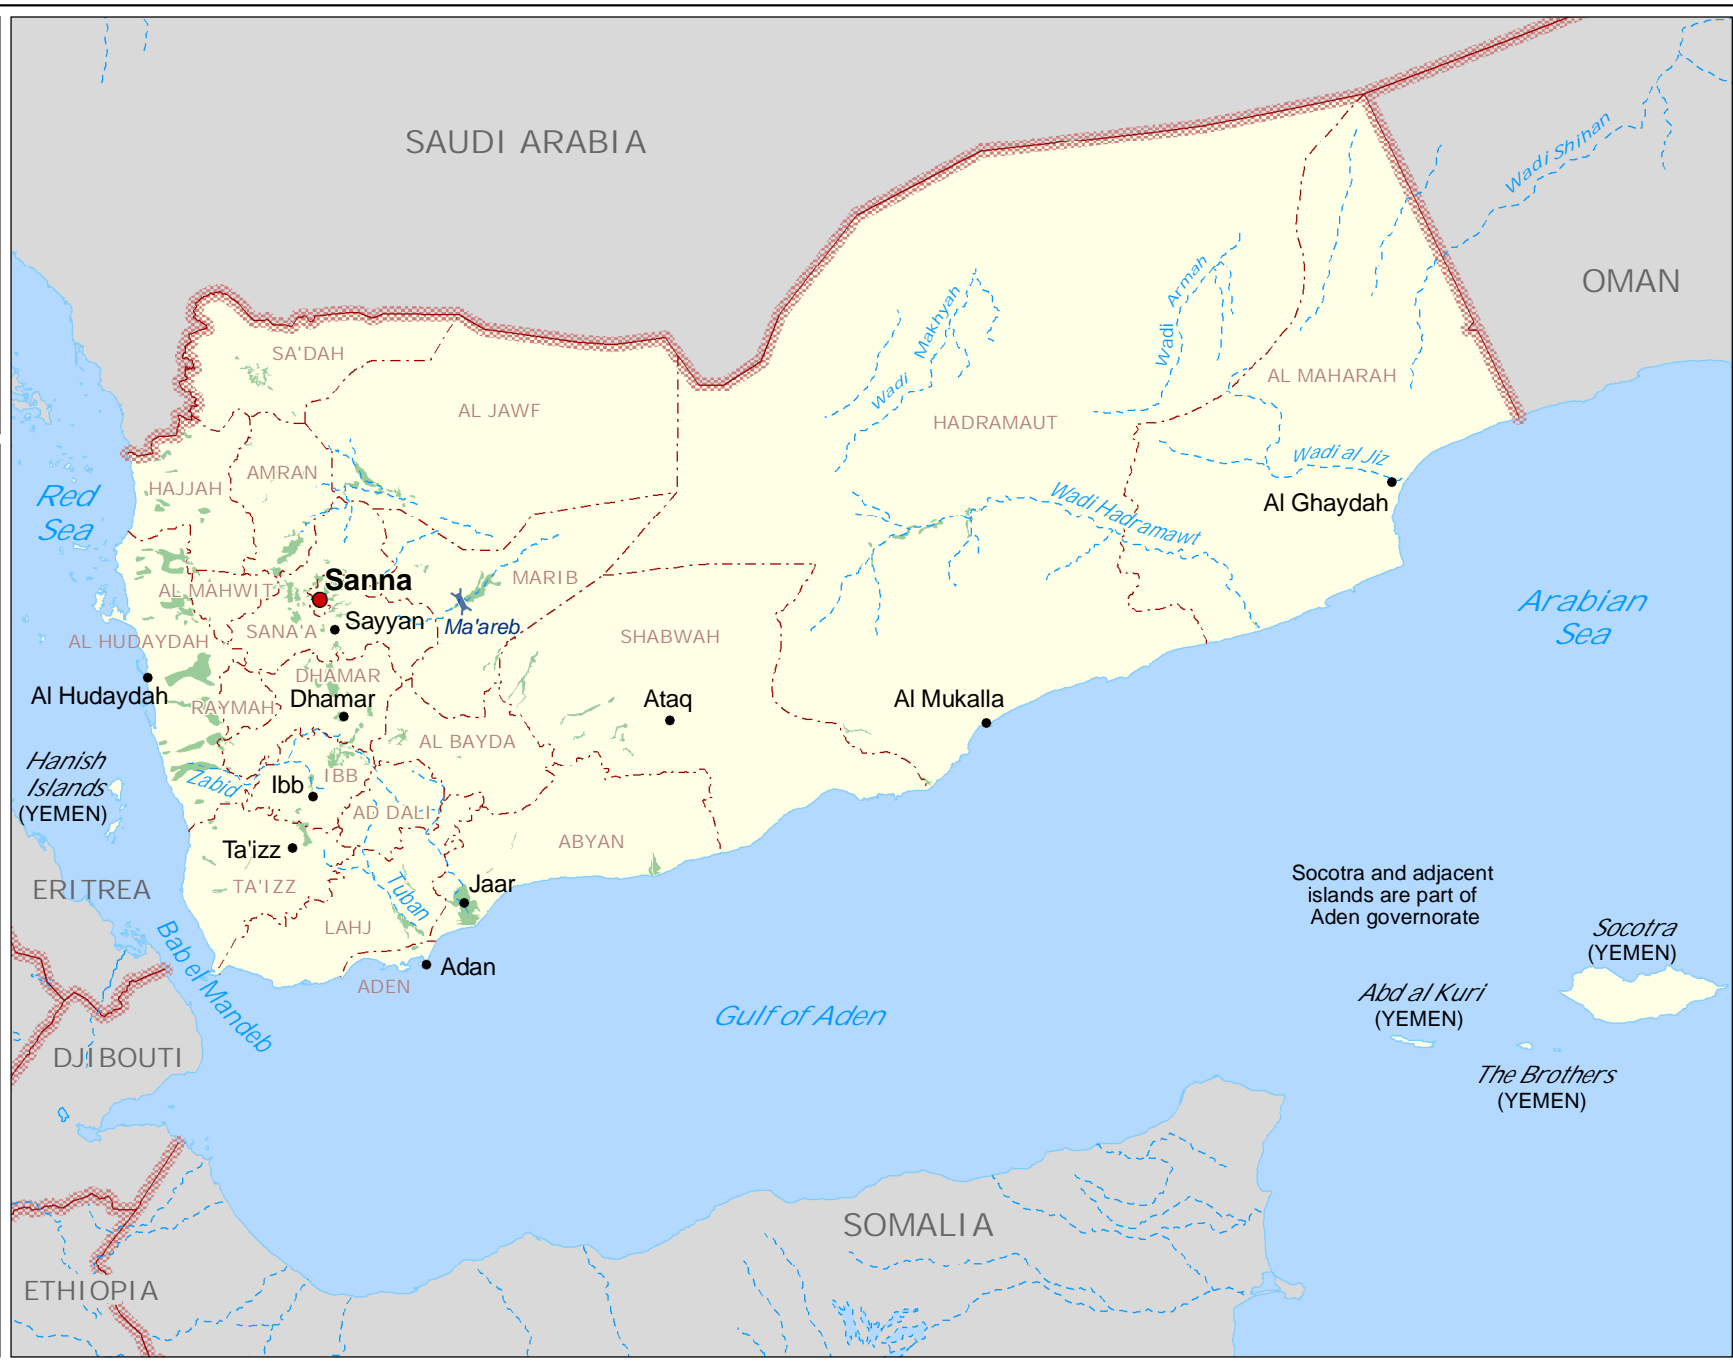 SAUDI ARABIA
Wadi Shihan
OMAN
SA'DAH
AL JAWF
Wadi Makhyah
Wadi Armah
AL MAHARAH
HADRAMAUT
AMRAN
HAJJAH
Red
Sea
Wadi al Jiz
Al Ghaydah
Wadi Hadramawt
Sanna
MARIB
AL MAHWIT
Sayyan
SANA'A
Ma'areb
AL HUDAYDAH
SHABWAH
Arabian
Sea
DHAMAR
Al Hudaydah
Dhamar
RAYMAH
Ataq
Al Mukalla
AL BAYDA
Hanish
Islands
(YEMEN)
Zabid
Ibb
IBB
AD DALI
ABYAN
Ta'izz
TA'IZZ
ERITREA
Tuban
Jaar
LAHJ
Socotra and adjacent
islands are part of
Aden governorate
Socotra
(YEMEN)
Bab el Mandeb
Adan
ADEN
Gulf of Aden
Abd al Kuri
(YEMEN)
DJIBOUTI
The Brothers
(YEMEN)
SOMALIA
ETHIOPIA